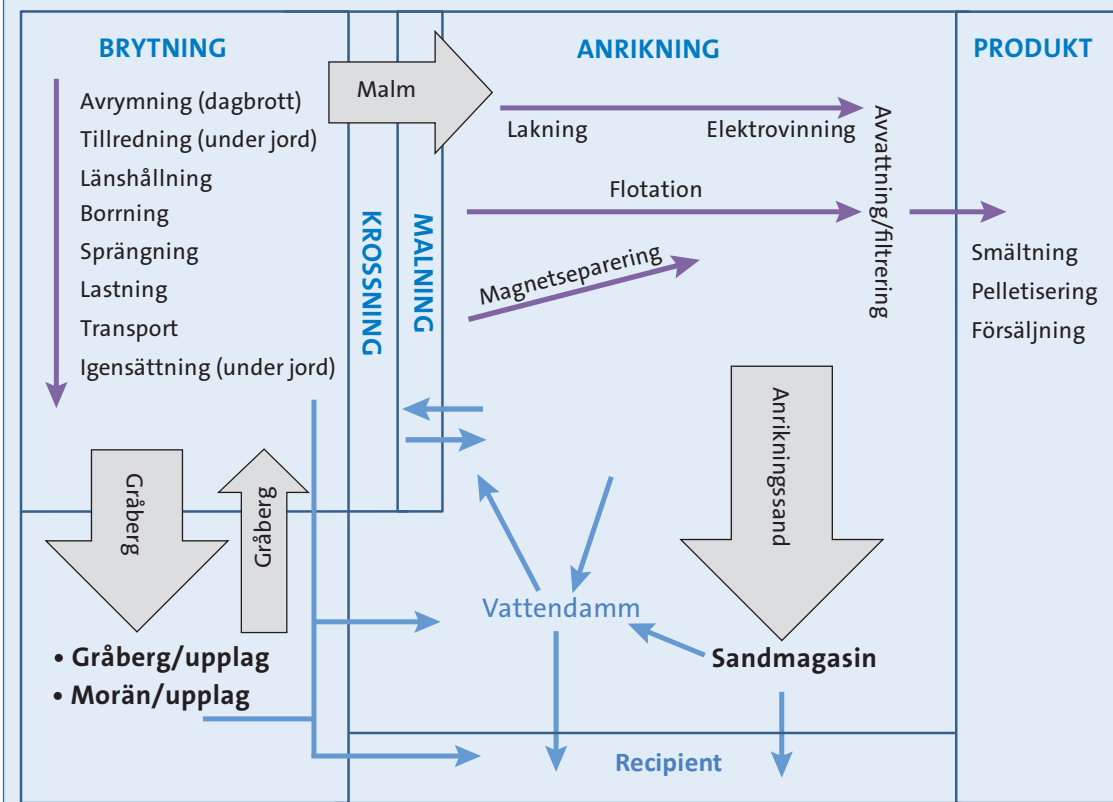 BRYTNING
Avrymning (dagbrott)
Tillredning (under jord)
Länshållning
Borrning
Sprängning
Lastning
Transport
Igensättning (under jord)
Malm
KROSSNING
MALNING
ANRIKNING
Lakning
Elektrovinning
Flotation
Magnetseparering
Avvattning/filtrering
PRODUKT
Smältning
Pelletisering
Försäljning
Gråberg
Gråberg
Anrikningssand
• Gråberg/upplag
• Morän/upplag
Vattendamm
Sandmagasin
Recipient